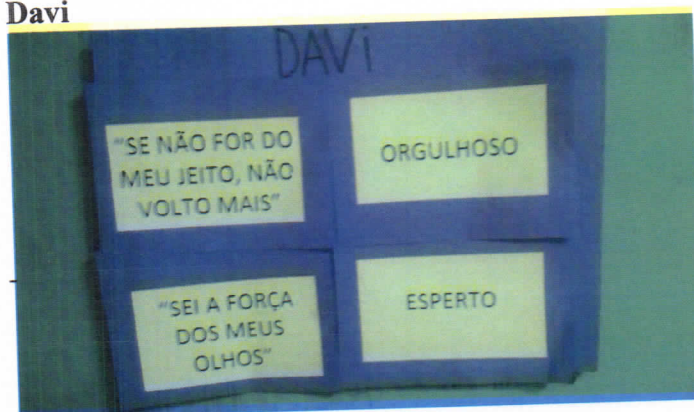 Davi
DAVi
"SE NÃO FOR DO
MEU JEITO, NÃO
VOLTO MAIS"
ORGULHOSO
"SEI A FORÇA
DOS MEUS
OLHOS"
ESPERTO